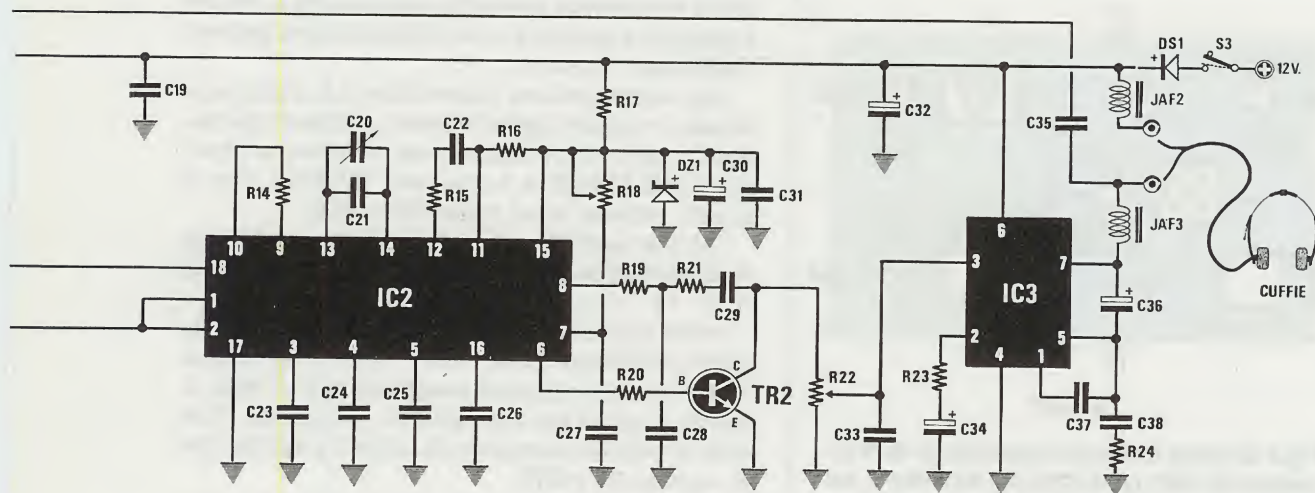 DS1 S3
+ 12V.
C19
R17
+ C32
C35
JAF2
C20
C22
R16
R14
C21
R15
R18
DZ1 +
+ C30
C31
JAF3
CUFFIE
10 9 13 14 12 11 15
18
1
2
IC2
8
7
6
17 3 4 5 16
R19 R21
C29
R20
B C E
TR2
R22
6
3
7
IC3
2
5
4 1
+
C36
R23
+
C34
C37
C38
R24
C23 C24 C25 C26 C27 C28 C33